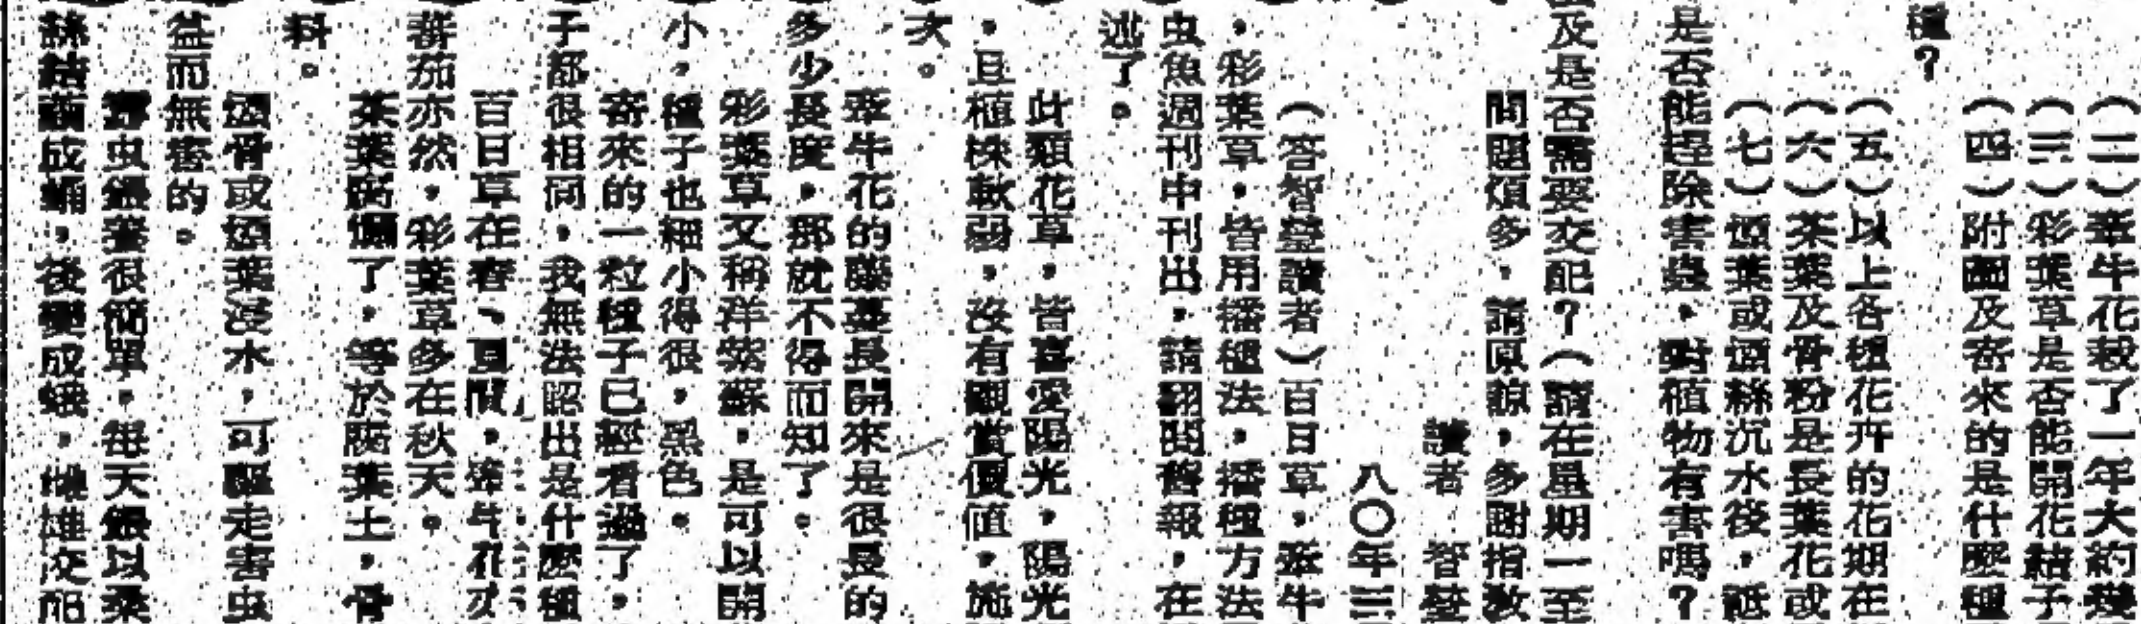 (二)牽牛花栽了一年大約幾
(三)彩葉草是否能開花結子
(四)附圖及寄來的是什麼種
種?
(五)以上各種花卉的花期在
(六)茶葉及骨粉是長葉花或
(七)煙葉或煙絲沉水後,
是否能趕除害蟲,對植物有害嗎?
及是否需要交配?(請在星期一至
問題煩多,請原諒,多謝指教
讀者 智瑩
八〇年三
(答智瑩讀者)百日草,牽牛
,彩葉草,皆用播種法,播種方法
虫魚週刊中刊出,請翻閱舊報,在
述了。
此類花草,皆喜愛陽光,陽光
,且植株軟弱,沒有觀賞價值,施
次。
牽牛花的藤蔓長開來是很長的
多少長度,那就不得而知了。
彩葉草又稱洋紫蘇,是可以開
小,種子也細小得很,黑色。
寄來的一粒種子已經看過了,
子都很相同,我無法認出是什麼種
百日草在春、夏間,牽牛花次
蕃茄亦然,彩葉草多在秋天。
茶葉腐爛了,等於腐葉土,骨
料。
煙骨或煙葉浸水,可驅走害虫
益而無害的。
虫飼養很簡單,每天飼以桑
絲結繭成蛹,後變成蛾,雌雄交配